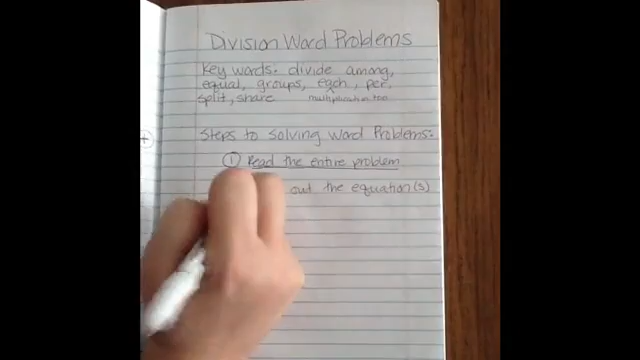 Division Word Problems
Key words: divide among,
equal, groups, each, per,
split, share multiplication too
Steps to Solving Word Problems:
① Read the entire problem
out the equation(s)
+